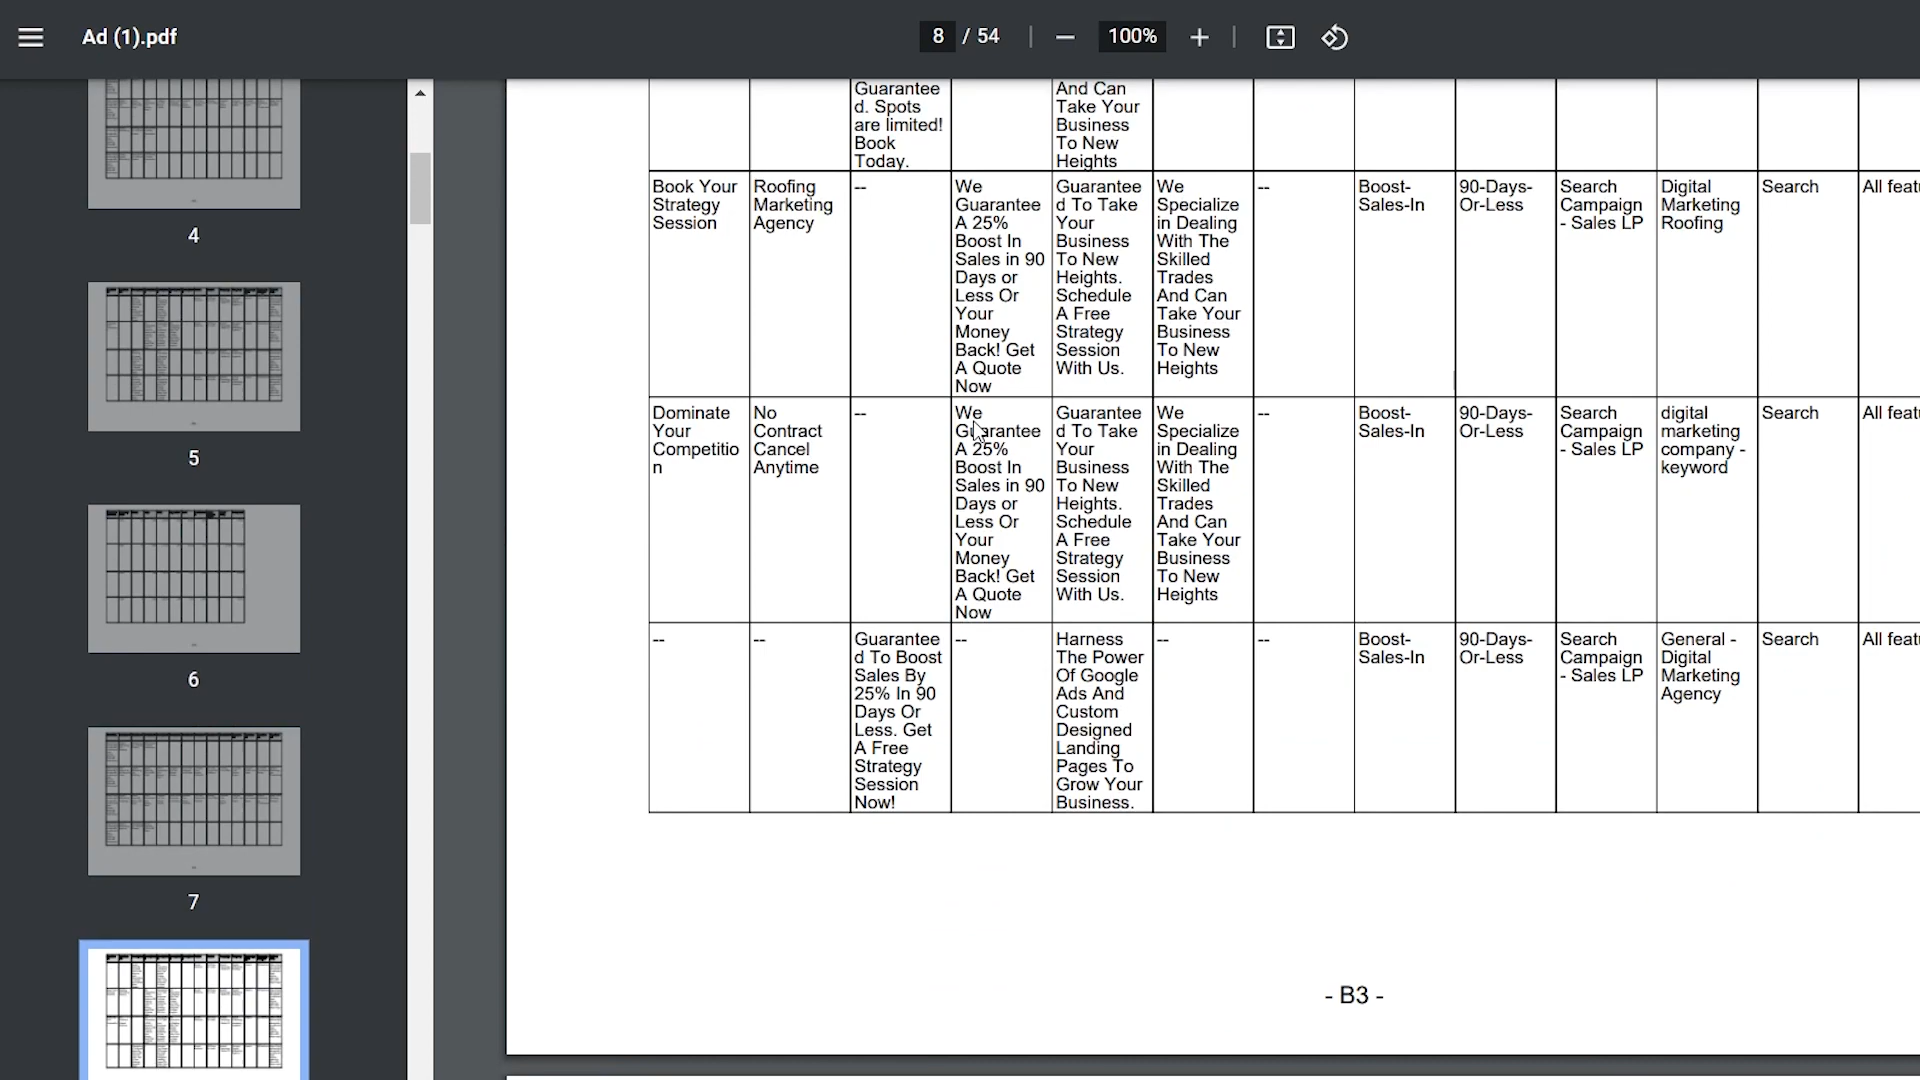 Ad (1).pdf
8 / 54
100%
4
5
6
7
Guarantee
d. Spots
are limited!
Book
Today.
And Can
Take Your
Business
To New
Heights
Book Your
Strategy
Session
Roofing
Marketing
Agency
--
We
Guarantee
A 25%
Boost In
Sales in 90
Days or
Less Or
Your
Money
Back! Get
A Quote
Now
Guarantee
d To Take
Your
Business
To New
Heights.
Schedule
A Free
Strategy
Session
With Us.
We
Specialize
in Dealing
With The
Skilled
Trades
And Can
Take Your
Business
To New
Heights
--
Boost-
Sales-In
90-Days-
Or-Less
Search
Campaign
- Sales LP
Digital
Marketing
Roofing
Search
All feat
Dominate
Your
Competitio
n
No
Contract
Cancel
Anytime
--
We
Guarantee
A 25%
Boost In
Sales in 90
Days or
Less Or
Your
Money
Back! Get
A Quote
Now
Guarantee
d To Take
Your
Business
To New
Heights.
Schedule
A Free
Strategy
Session
With Us.
We
Specialize
in Dealing
With The
Skilled
Trades
And Can
Take Your
Business
To New
Heights
--
Boost-
Sales-In
90-Days-
Or-Less
Search
Campaign
- Sales LP
digital
marketing
company -
keyword
Search
All feat
--
--
Guarantee
d To Boost
Sales By
25% In 90
Days Or
Less. Get
A Free
Strategy
Session
Now!
--
Harness
The Power
Of Google
Ads And
Custom
Designed
Landing
Pages To
Grow Your
Business.
--
--
Boost-
Sales-In
90-Days-
Or-Less
Search
Campaign
- Sales LP
General -
Digital
Marketing
Agency
Search
All feat
- B3 -